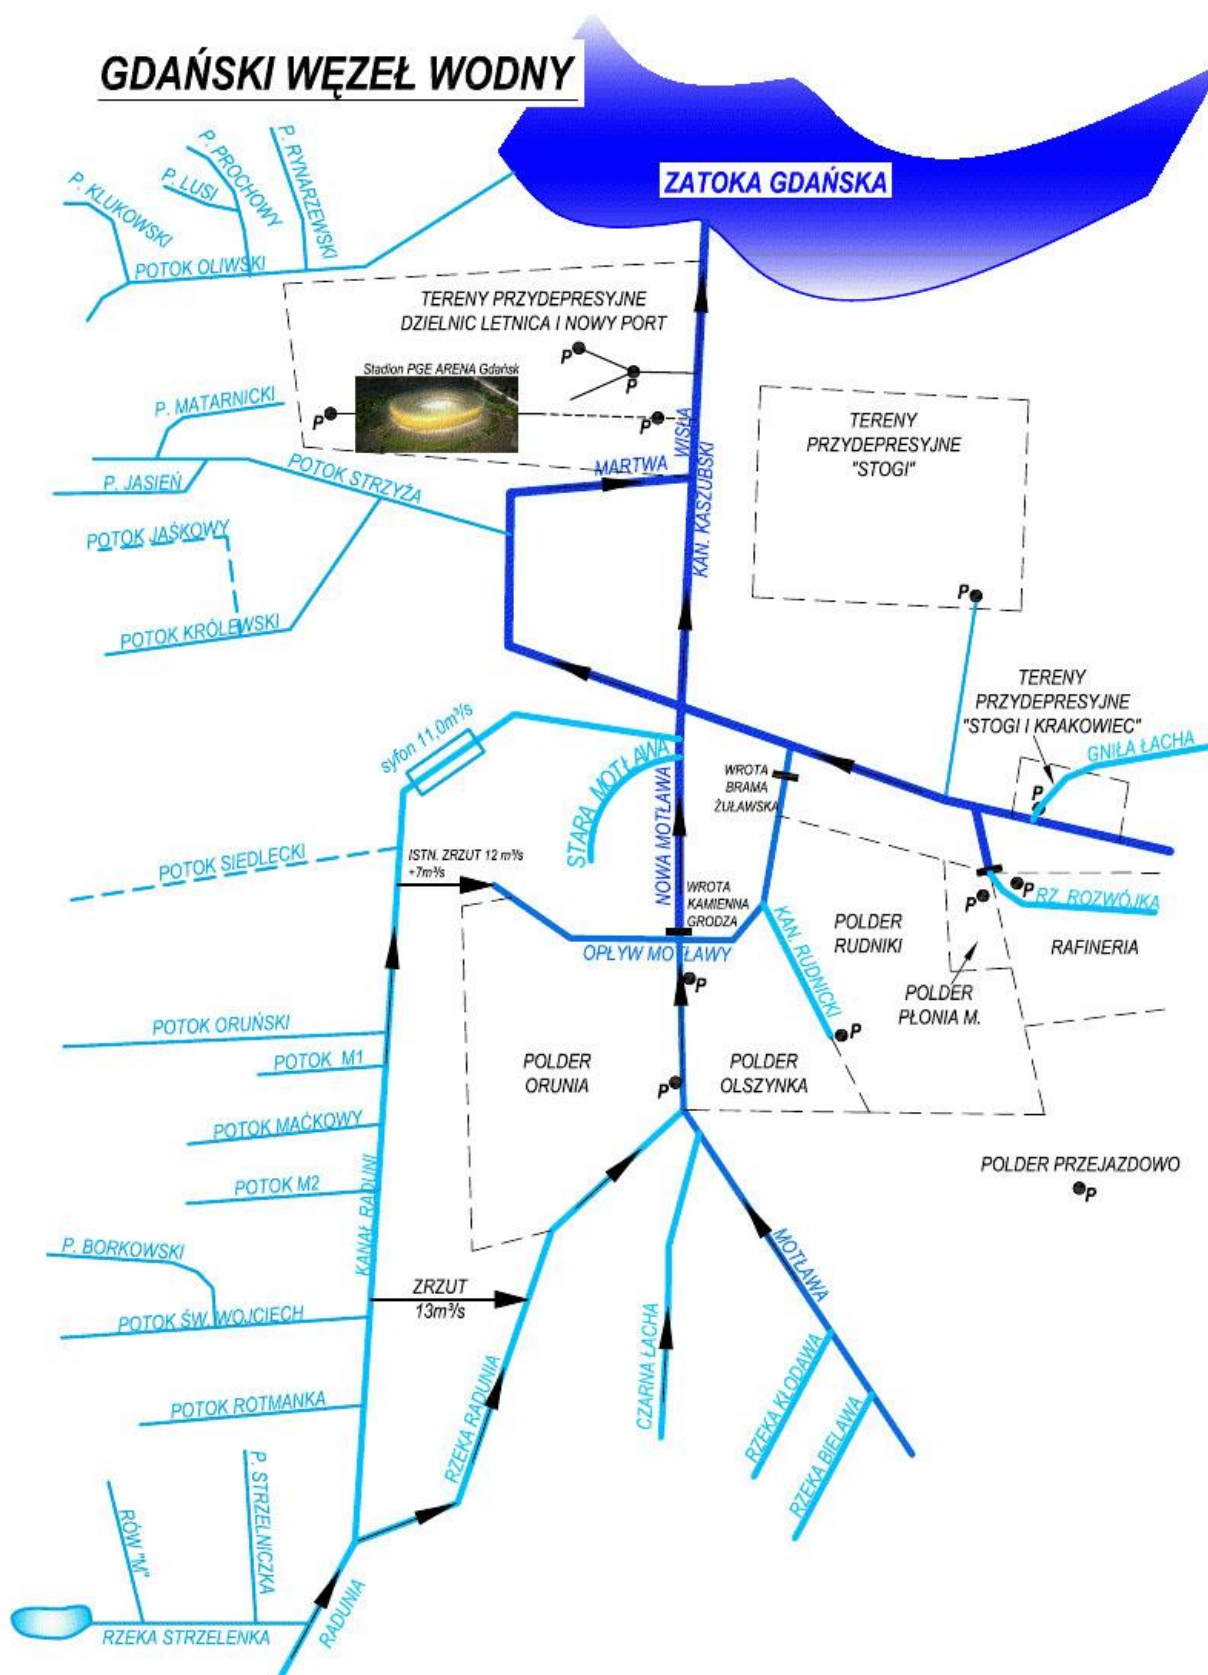 GDAŃSKI WĘZEŁ WODNY
ZATOKA GDAŃSKA
P. KLUKOWSKI
P. LUSI
P. PROCHOWY
P. RYNARZEWSKI
POTOK OLIWSKI
TERENY PRZYDEPRESYJNE
DZIELNIC LETNICA I NOWY PORT
P
P
Stadion PGE ARENA Gdańsk
P
P
P. MATARNICKI
P. JASIEŃ
POTOK STRZYŻA
MARTWA
WISŁA
KAN. KASZUBSKI
TERENY
PRZYDEPRESYJNE
"STOGI"
P
POTOK JAŚKOWY
POTOK KRÓLEWSKI
TERENY
PRZYDEPRESYJNE
"STOGI I KRAKOWIEC"
GNIŁA ŁACHA
P
syfon 11,0m³/s
STARA MOTŁAWA
NOWA MOTŁAWA
WROTA
BRAMA
ŻUŁAWSKA
POTOK SIEDLECKI
ISTN. ZRZUT 12 m³/s
+7m³/s
WROTA
KAMIENNA
GRODZA
OPŁYW MOTŁAWY
KAN. RUDNICKI
POLDER
RUDNIKI
P
P
RZ. ROZWÓJKA
RAFINERIA
POLDER
PŁONIA M.
P
P
POTOK ORUŃSKI
POTOK M1
POLDER
ORUNIA
P
POLDER
OLSZYNKA
POTOK MAĆKOWY
POTOK M2
KANAŁ RADUNI
POLDER PRZEJAZDOWO
P
P. BORKOWSKI
POTOK ŚW. WOJCIECH
ZRZUT
13m³/s
MOTŁAWA
POTOK ROTMANKA
RZEKA RADUNIA
CZARNA ŁACHA
RZEKA KŁODAWA
RZEKA BIELAWA
RÓW "M"
P. STRZELNICZKA
RZEKA STRZELENKA
RADUNIA